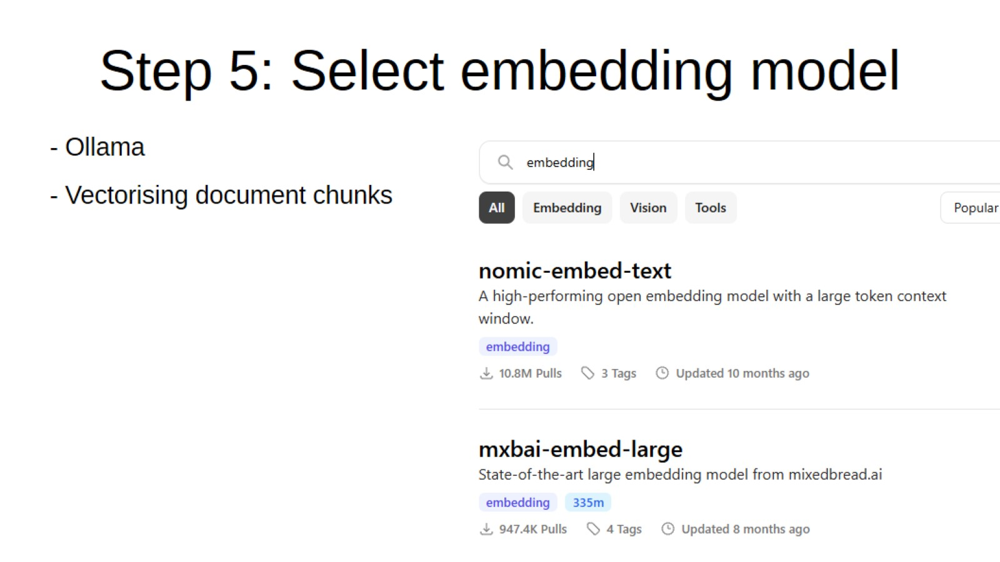 Step 5: Select embedding model
- Ollama
- Vectorising document chunks
embedding
All Embedding Vision Tools Popular
nomic-embed-text
A high-performing open embedding model with a large token context
window.
embedding
10.8M Pulls 3 Tags Updated 10 months ago
mxbai-embed-large
State-of-the-art large embedding model from mixedbread.ai
embedding 335m
947.4K Pulls 4 Tags Updated 8 months ago